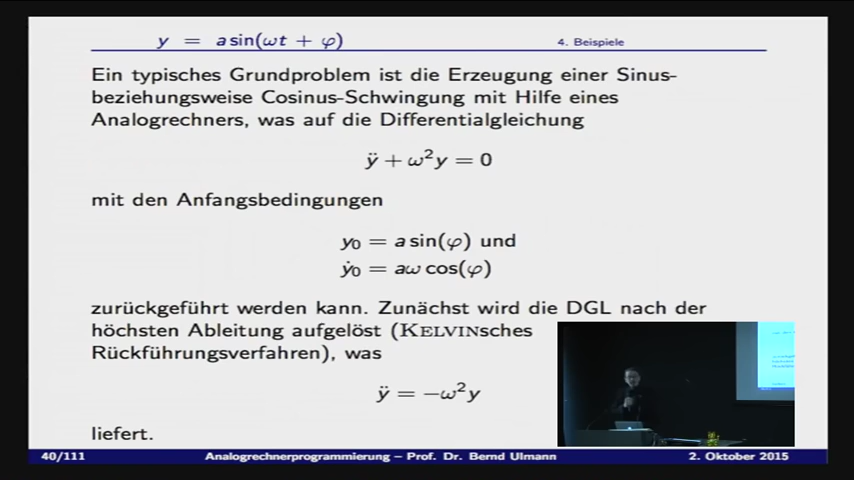 y = a sin(ωt + φ) 4. Beispiele
Ein typisches Grundproblem ist die Erzeugung einer Sinus-
beziehungsweise Cosinus-Schwingung mit Hilfe eines
Analogrechners, was auf die Differentialgleichung
ÿ + ω²y = 0
mit den Anfangsbedingungen
y₀ = a sin(φ) und
ẏ₀ = aω cos(φ)
zurückgeführt werden kann. Zunächst wird die DGL nach der
höchsten Ableitung aufgelöst (KELVINsches
Rückführungsverfahren), was
ÿ = −ω²y
liefert.
40/111 Analogrechnerprogrammierung – Prof. Dr. Bernd Ulmann 2. Oktober 2015